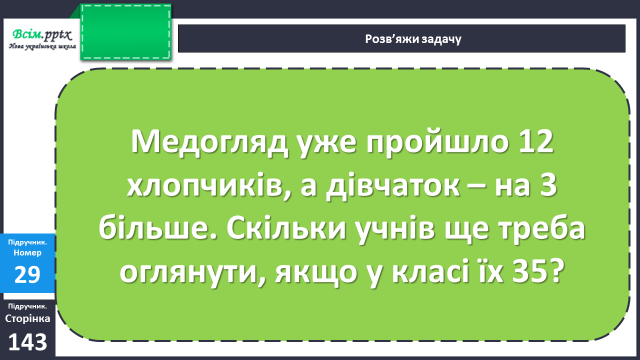 Всім.pptx
Нова українська школа
Розв’яжи задачу
Медогляд уже пройшло 12
хлопчиків, а дівчаток – на 3
більше. Скільки учнів ще треба
оглянути, якщо у класі їх 35?
Підручник.
Номер
29
Підручник.
Сторінка
143